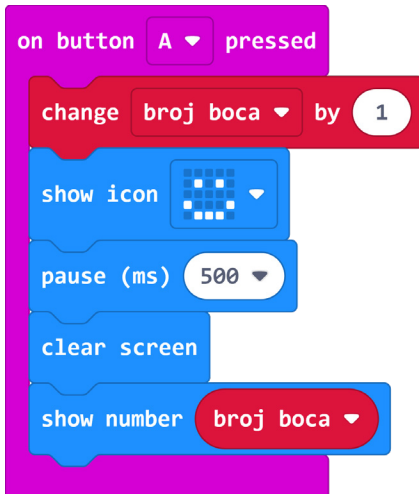 on button A pressed
change broj boca by 1
show icon
pause (ms) 500
clear screen
show number broj boca